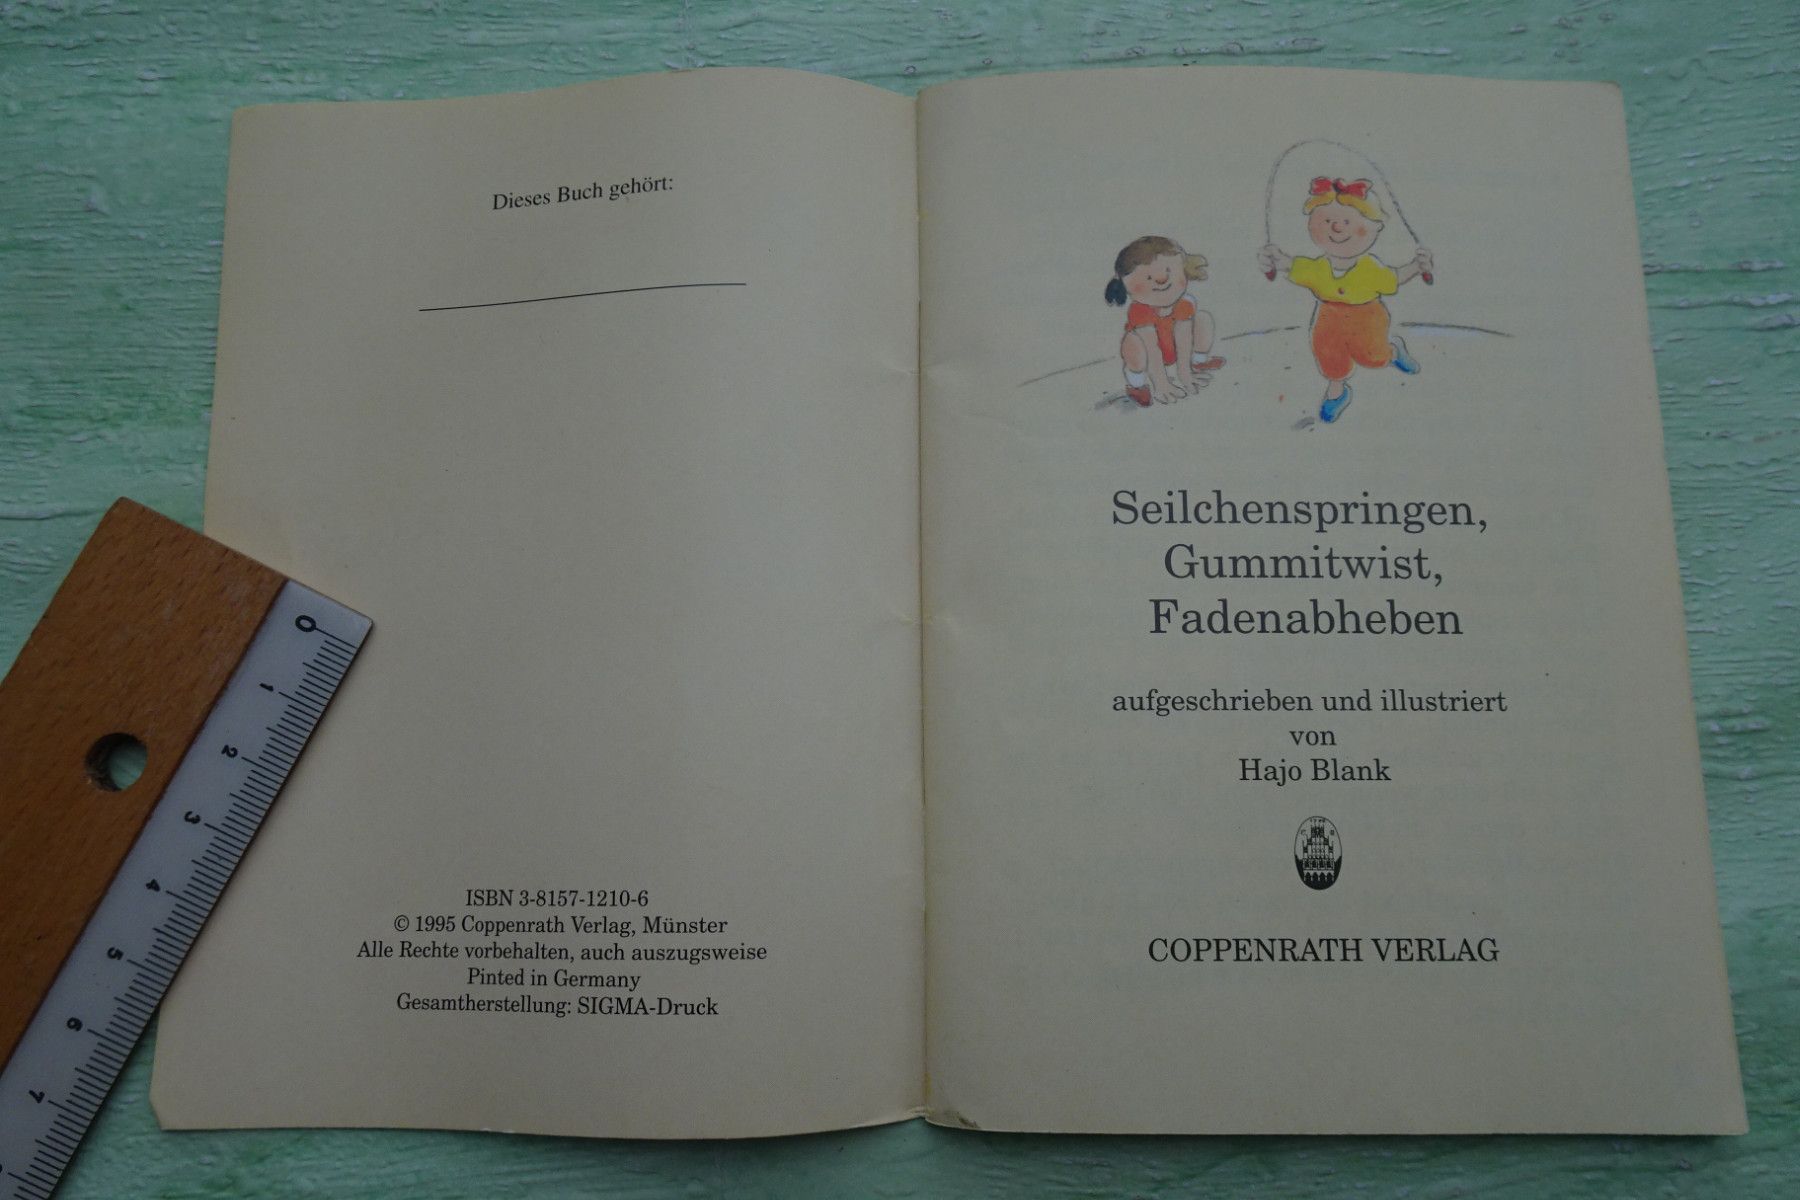 Dieses Buch gehört:
ISBN 3-8157-1210-6
© 1995 Coppenrath Verlag, Münster
Alle Rechte vorbehalten, auch auszugsweise
Pinted in Germany
Gesamtherstellung: SIGMA-Druck
Seilchenspringen,
Gummitwist,
Fadenabheben
aufgeschrieben und illustriert
von
Hajo Blank
COPPENRATH VERLAG
0
1
2
3
4
5
6
7